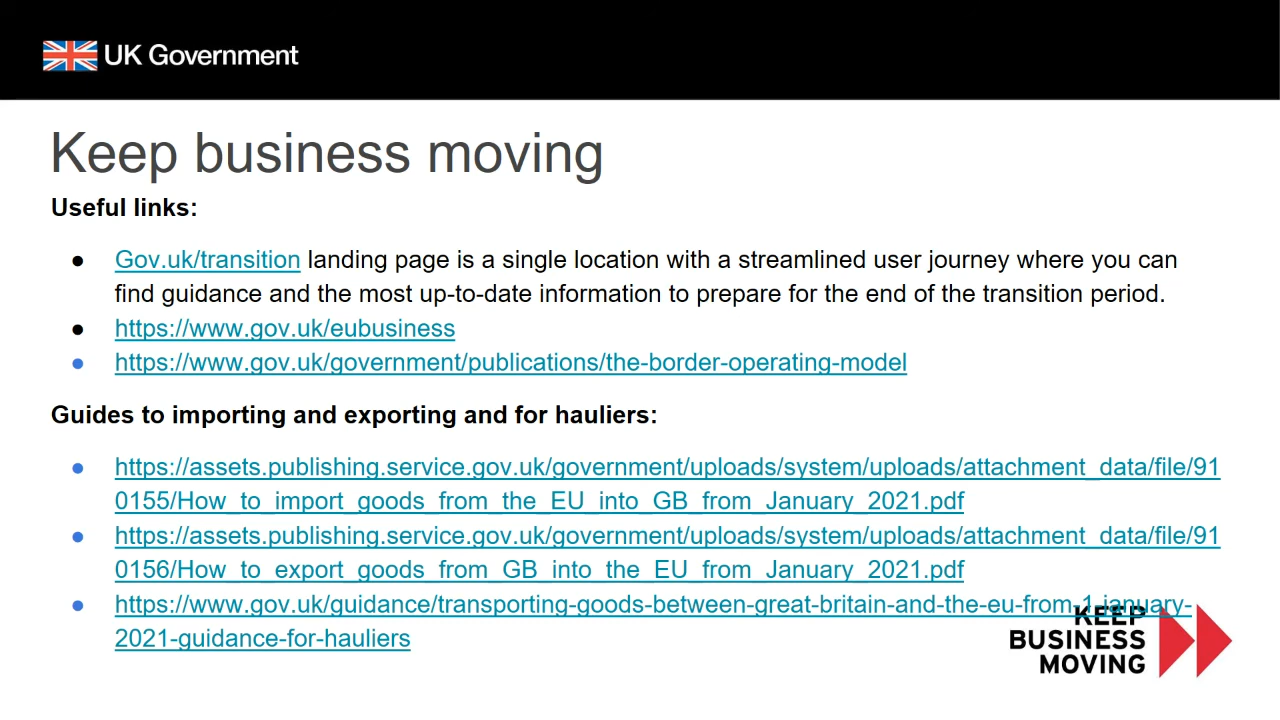 UK Government
Keep business moving
Useful links:
● Gov.uk/transition landing page is a single location with a streamlined user journey where you can
find guidance and the most up-to-date information to prepare for the end of the transition period.
● https://www.gov.uk/eubusiness
● https://www.gov.uk/government/publications/the-border-operating-model
Guides to importing and exporting and for hauliers:
● https://assets.publishing.service.gov.uk/government/uploads/system/uploads/attachment_data/file/91
0155/How_to_import_goods_from_the_EU_into_GB_from_January_2021.pdf
● https://assets.publishing.service.gov.uk/government/uploads/system/uploads/attachment_data/file/91
0156/How_to_export_goods_from_GB_into_the_EU_from_January_2021.pdf
● https://www.gov.uk/guidance/transporting-goods-between-great-britain-and-the-eu-from-1-january-
2021-guidance-for-hauliers
KEEP
BUSINESS
MOVING